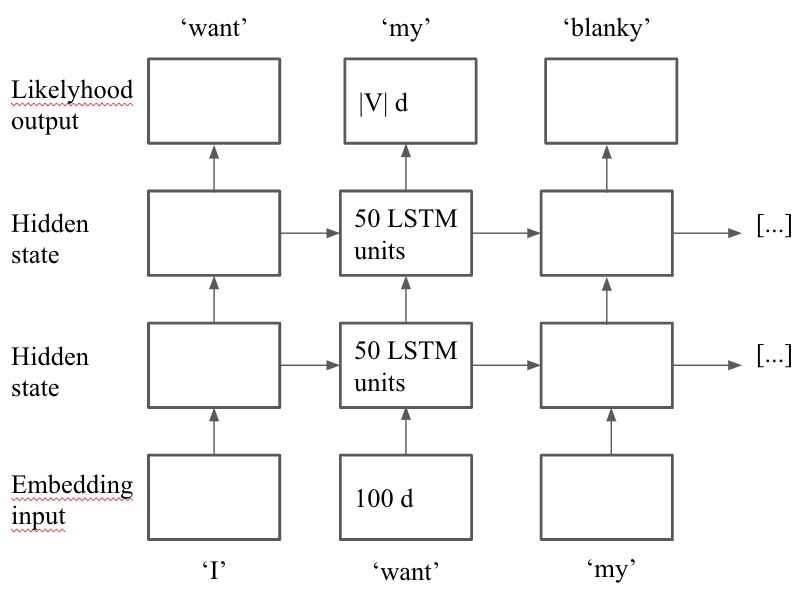 ‘want’ ‘my’ ‘blanky’
Likelyhood
output
|V| d
Hidden
state
50 LSTM
units
[...]
Hidden
state
50 LSTM
units
[...]
Embedding
input
100 d
‘I’ ‘want’ ‘my’